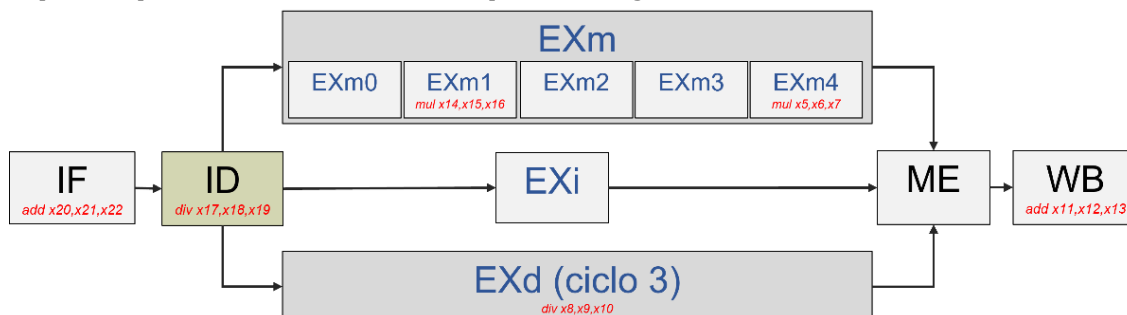 EXm
EXm0
EXm1
mul x14,x15,x16
EXm2
EXm3
EXm4
mul x5,x6,x7
IF
add x20,x21,x22
ID
div x17,x18,x19
EXi
ME
WB
add x11,x12,x13
EXd (ciclo 3)
div x8,x9,x10